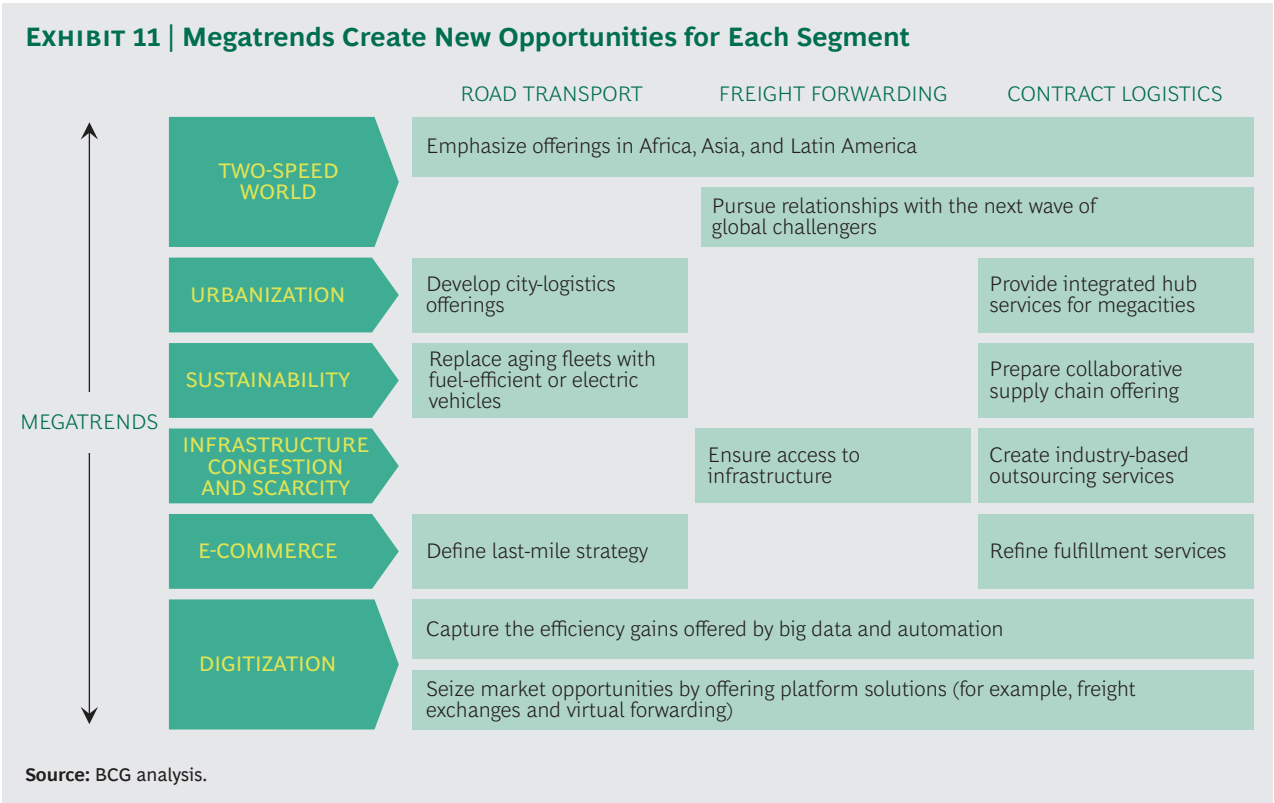 EXHIBIT 11 | Megatrends Create New Opportunities for Each Segment
ROAD TRANSPORT
FREIGHT FORWARDING
CONTRACT LOGISTICS
MEGATRENDS
TWO-SPEED
WORLD
Emphasize offerings in Africa, Asia, and Latin America
Pursue relationships with the next wave of
global challengers
URBANIZATION
Develop city-logistics
offerings
Provide integrated hub
services for megacities
SUSTAINABILITY
Replace aging fleets with
fuel-efficient or electric
vehicles
Prepare collaborative
supply chain offering
INFRASTRUCTURE
CONGESTION
AND SCARCITY
Ensure access to
infrastructure
Create industry-based
outsourcing services
E-COMMERCE
Define last-mile strategy
Refine fulfillment services
DIGITIZATION
Capture the efficiency gains offered by big data and automation
Seize market opportunities by offering platform solutions (for example, freight
exchanges and virtual forwarding)
Source: BCG analysis.